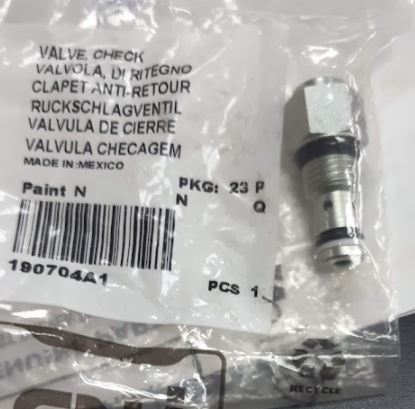 VALVE, CHECK
VALVOLA, DI RITEGNO
CLAPET ANTI-RETOUR
RUCKSCHLAGVENTIL
VALVULA DE CIERRE
VALVULA CHECAGEM
MADE IN:MEXICO
Paint N PKG: 23 P
N Q
190704A1
PCS 1
RECYCLE